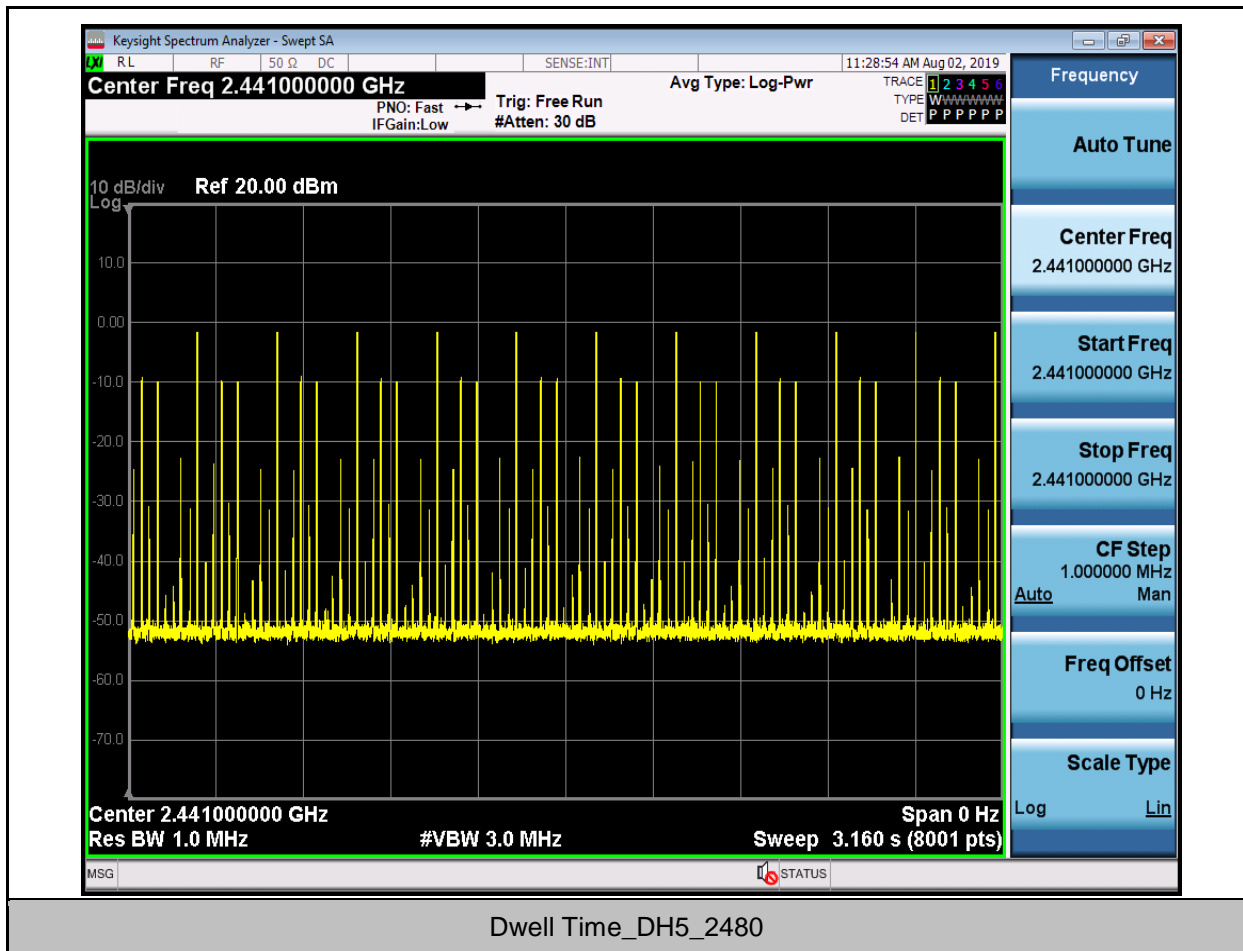 Keysight Spectrum Analyzer - Swept SA
LXI RL RF 50 Ω DC SENSE:INT 11:28:54 AM Aug 02, 2019
Center Freq 2.441000000 GHz
PNO: Fast
IFGain:Low
Trig: Free Run
#Atten: 30 dB
Avg Type: Log-Pwr
TRACE 1 2 3 4 5 6
TYPE WWWWWW
DET P P P P P P
10 dB/div Ref 20.00 dBm
Log
10.0
0.00
-10.0
-20.0
-30.0
-40.0
-50.0
-60.0
-70.0
Center 2.441000000 GHz Span 0 Hz
Res BW 1.0 MHz #VBW 3.0 MHz Sweep 3.160 s (8001 pts)
MSG STATUS
Frequency
Auto Tune
Center Freq
2.441000000 GHz
Start Freq
2.441000000 GHz
Stop Freq
2.441000000 GHz
CF Step
1.000000 MHz
Auto Man
Freq Offset
0 Hz
Scale Type
Log Lin
Dwell Time_DH5_2480